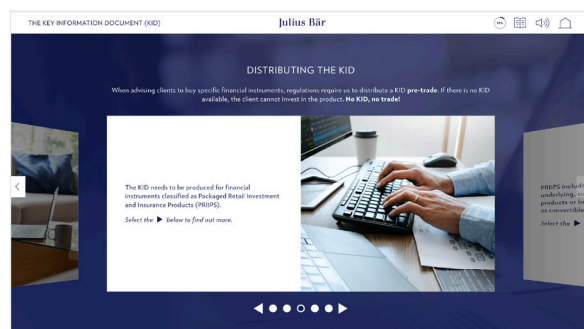 THE KEY INFORMATION DOCUMENT (KID)
Julius Bär
DISTRIBUTING THE KID
When advising clients to buy specific financial instruments, regulations require us to distribute a KID pre-trade. If there is no KID
available, the client cannot invest in the product. No KID, no trade!
The KID needs to be produced for financial
instruments classified as Packaged Retail Investment
and Insurance Products (PRIIPS).
Select the ▶ below to find out more.
PRIIPS include
underlying, su
products or
as convertible
Select the ▶